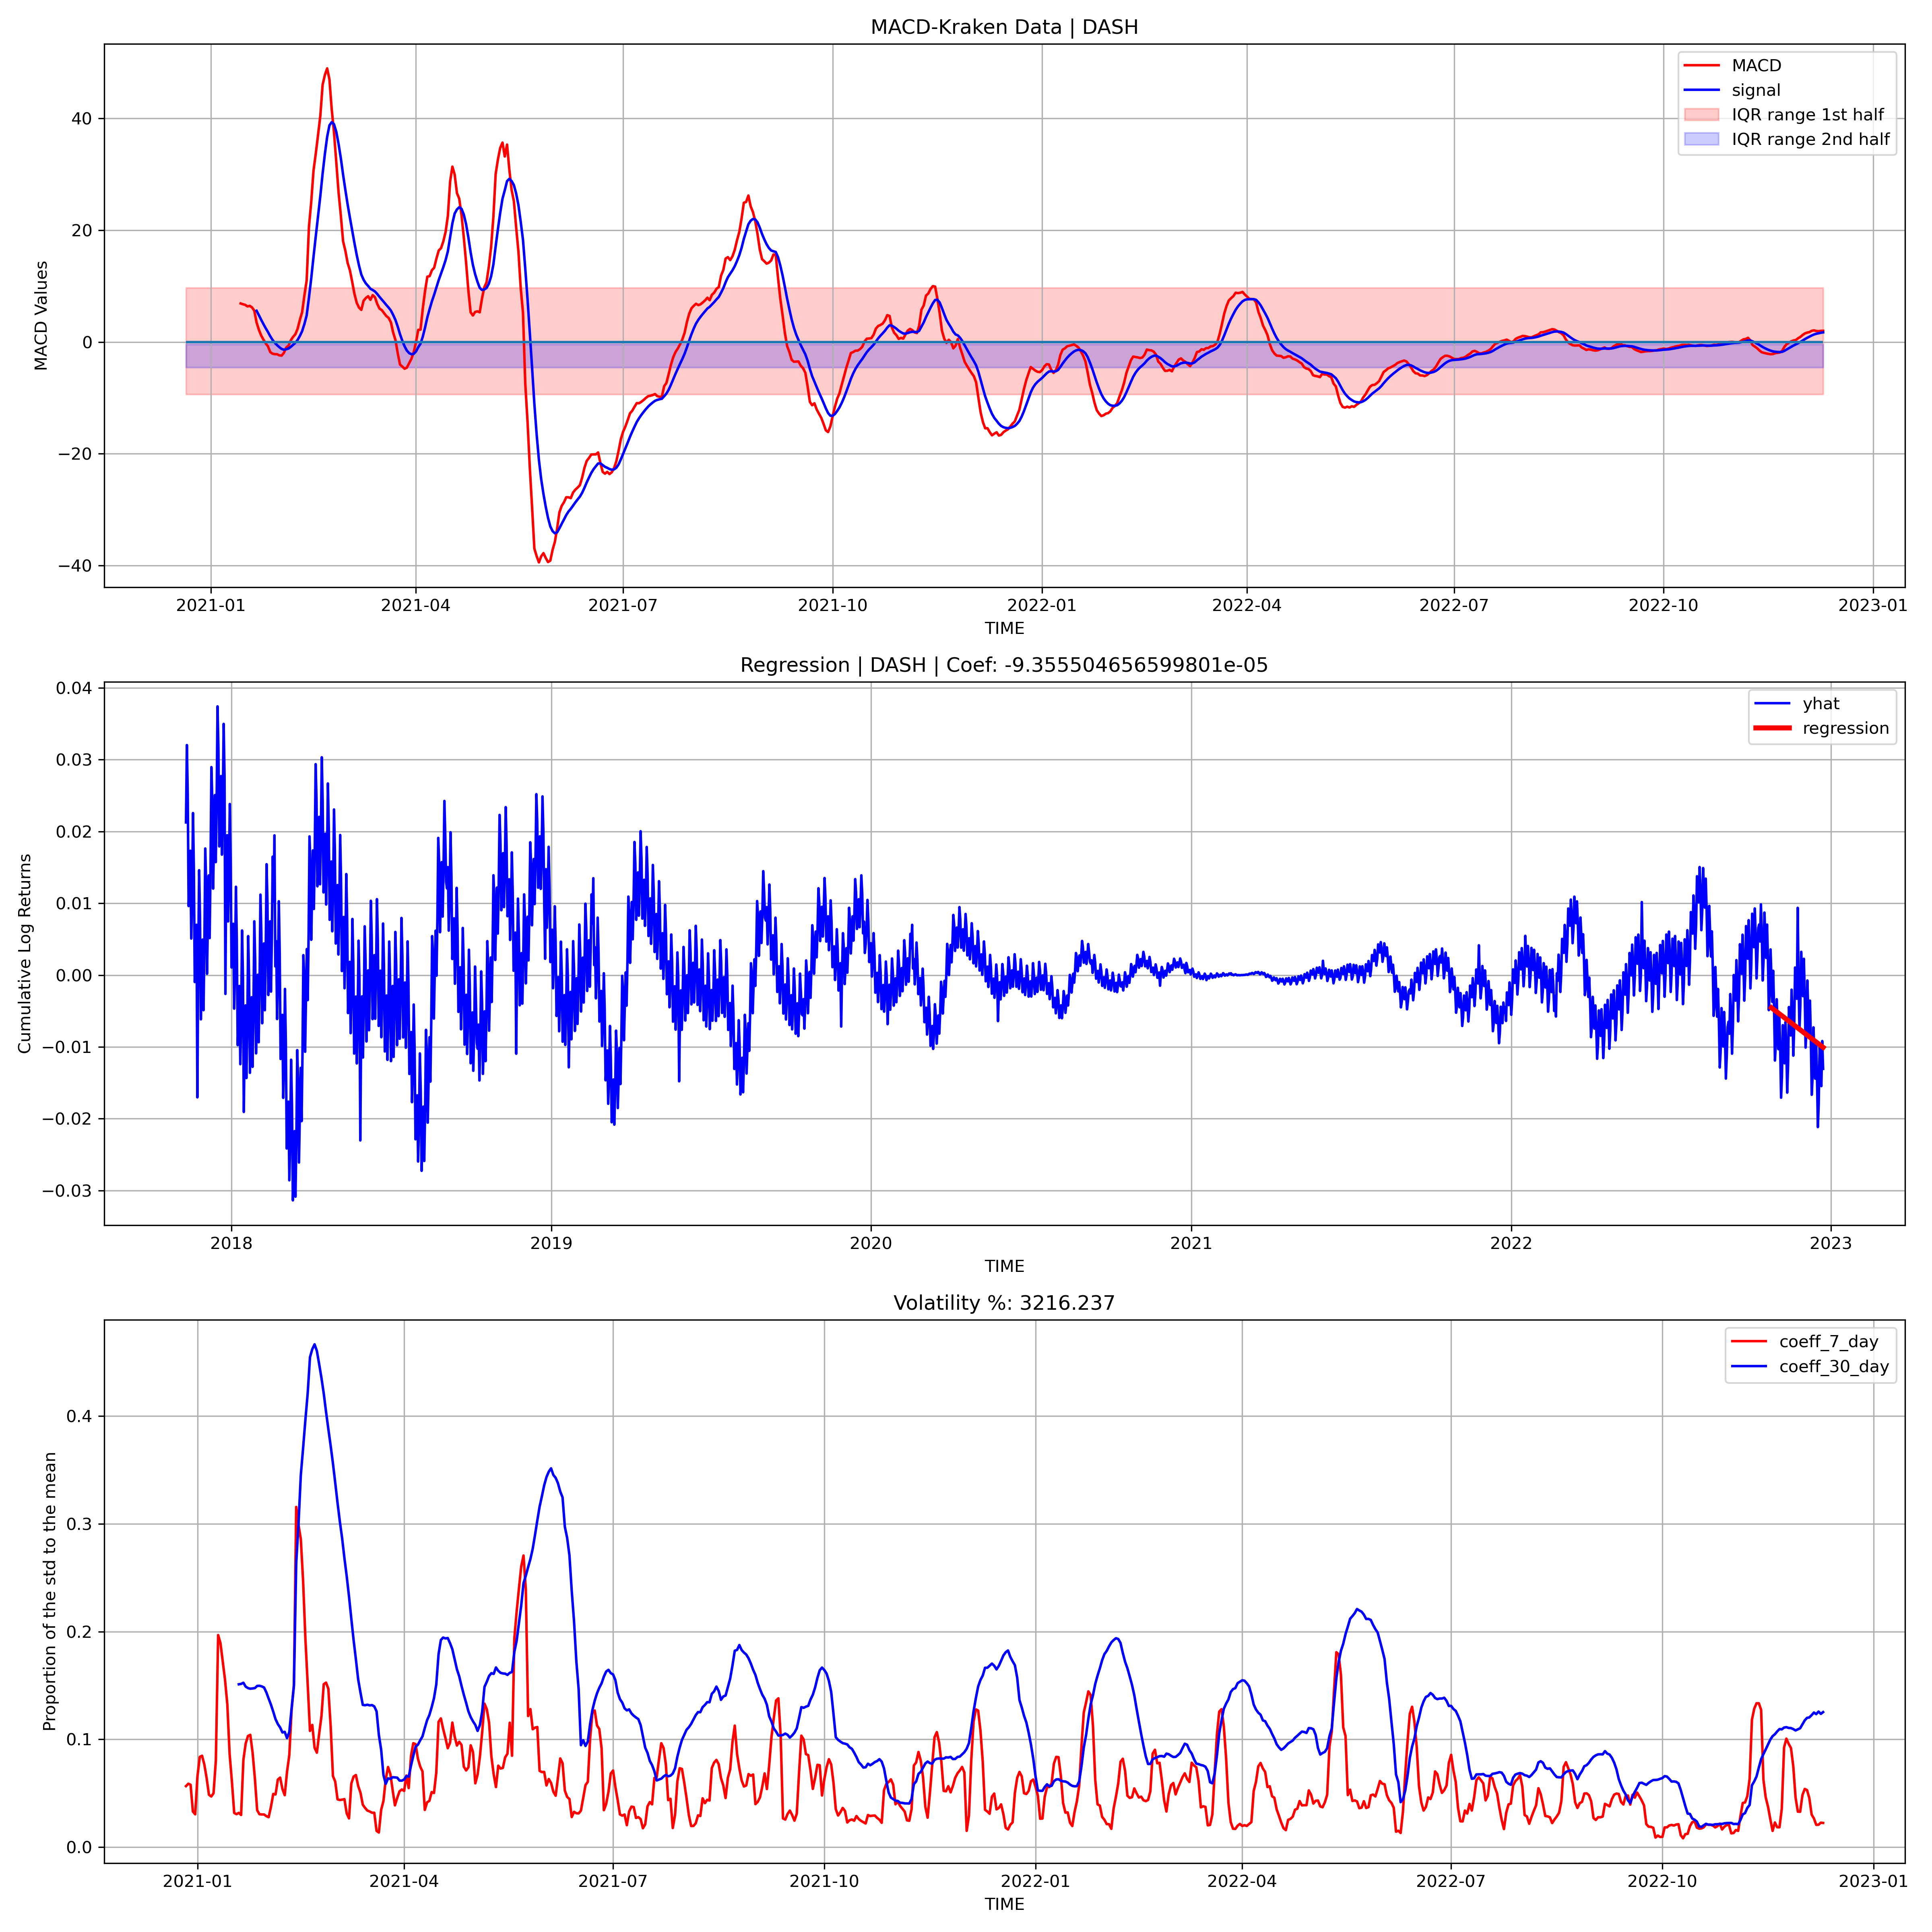 MACD-Kraken Data | DASH
MACD
signal
IQR range 1st half
IQR range 2nd half
MACD Values
40
20
0
−20
−40
2021-01 2021-04 2021-07 2021-10 2022-01 2022-04 2022-07 2022-10 2023-01
TIME
Regression | DASH | Coef: -9.355504656599801e-05
yhat
regression
Cumulative Log Returns
0.04
0.03
0.02
0.01
0.00
−0.01
−0.02
−0.03
2018 2019 2020 2021 2022 2023
TIME
Volatility %: 3216.237
coeff_7_day
coeff_30_day
Proportion of the std to the mean
0.4
0.3
0.2
0.1
0.0
2021-01 2021-04 2021-07 2021-10 2022-01 2022-04 2022-07 2022-10 2023-01
TIME